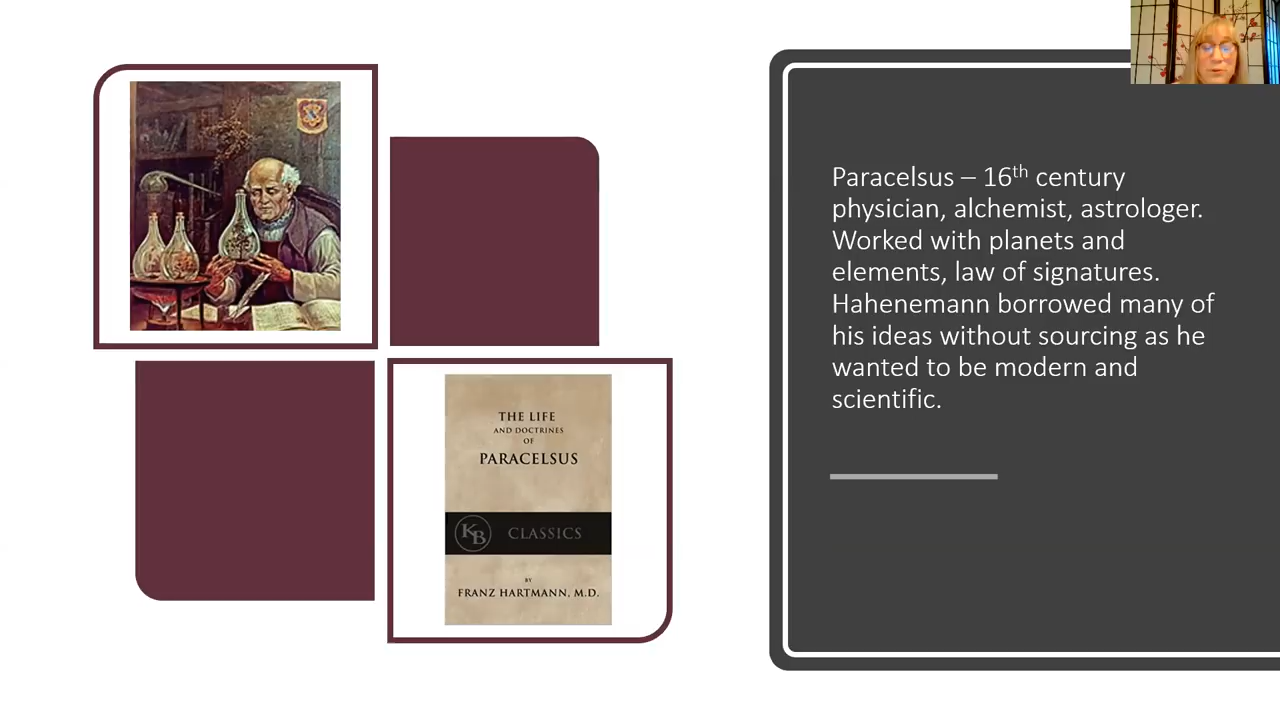 THE LIFE
AND DOCTRINES
OF
PARACELSUS
KB CLASSICS
BY
FRANZ HARTMANN, M.D.
Paracelsus – 16th century
physician, alchemist, astrologer.
Worked with planets and
elements, law of signatures.
Hahenemann borrowed many of
his ideas without sourcing as he
wanted to be modern and
scientific.